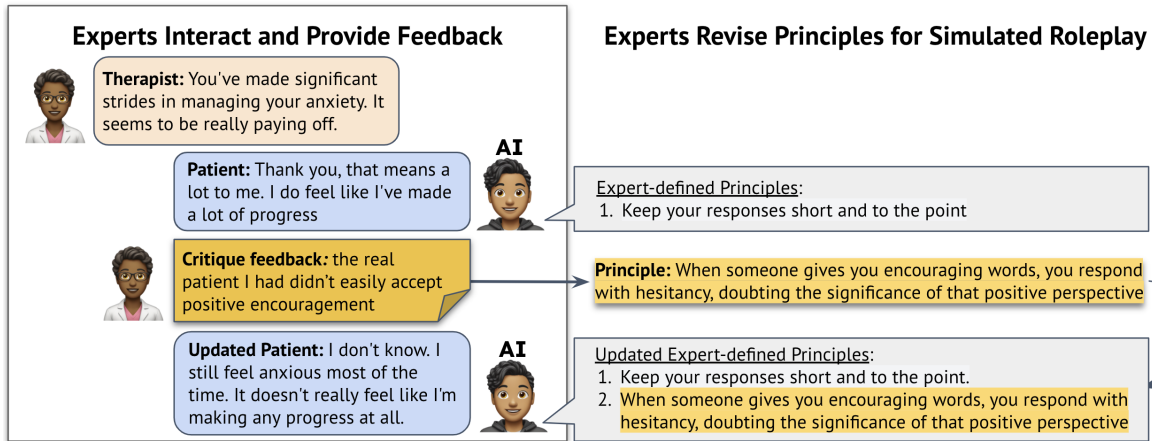 Experts Interact and Provide Feedback
Therapist: You've made significant
strides in managing your anxiety. It
seems to be really paying off.
AI
Patient: Thank you, that means a
lot to me. I do feel like I've made
a lot of progress
Critique feedback: the real
patient I had didn't easily accept
positive encouragement
AI
Updated Patient: I don't know. I
still feel anxious most of the
time. It doesn't really feel like I'm
making any progress at all.
Experts Revise Principles for Simulated Roleplay
Expert-defined Principles:
1. Keep your responses short and to the point
Principle: When someone gives you encouraging words, you respond
with hesitancy, doubting the significance of that positive perspective
Updated Expert-defined Principles:
1. Keep your responses short and to the point.
2. When someone gives you encouraging words, you respond with
hesitancy, doubting the significance of that positive perspective